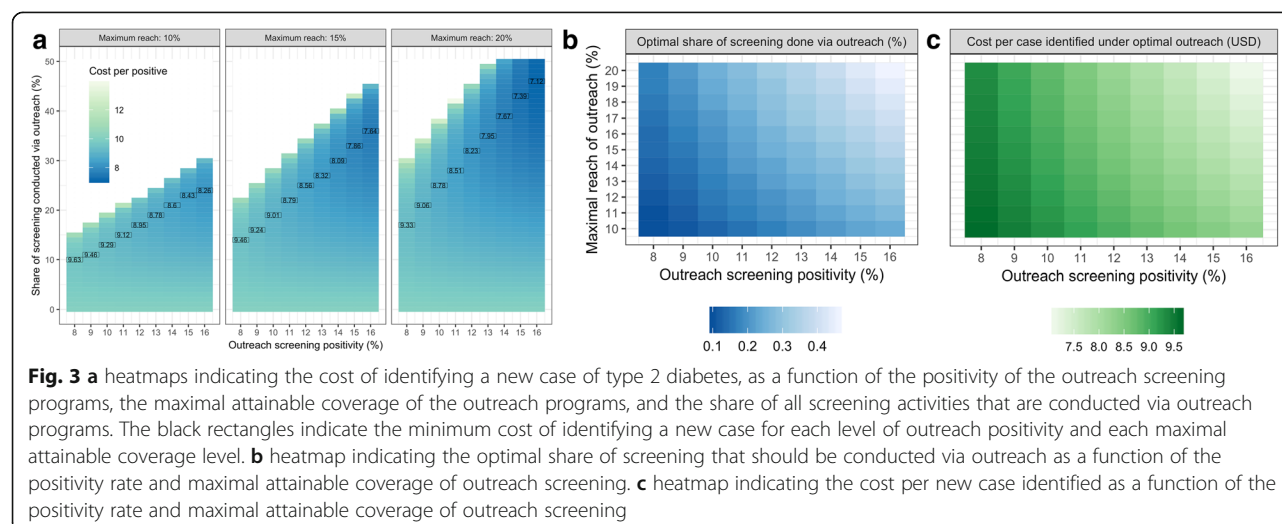 a
Maximum reach: 10%
Maximum reach: 15%
Maximum reach: 20%
Share of screening conducted via outreach (%)
50
40
30
20
10
0
Cost per positive
12
10
8
9.63
9.46
9.29
9.12
8.95
8.78
8.6
8.43
8.26
9.46
9.24
9.01
8.79
8.56
8.32
8.09
7.86
7.64
9.33
9.06
8.78
8.51
8.23
7.95
7.67
7.39
7.12
8 9 10 11 12 13 14 15 16
8 9 10 11 12 13 14 15 16
8 9 10 11 12 13 14 15 16
Outreach screening positivity (%)
b
Optimal share of screening done via outreach (%)
Maximal reach of outreach (%)
20
19
18
17
16
15
14
13
12
11
10
8 9 10 11 12 13 14 15 16
Outreach screening positivity (%)
0.1 0.2 0.3 0.4
c
Cost per case identified under optimal outreach (USD)
8 9 10 11 12 13 14 15 16
Outreach screening positivity (%)
7.5 8.0 8.5 9.0 9.5
Fig. 3 a heatmaps indicating the cost of identifying a new case of type 2 diabetes, as a function of the positivity of the outreach screening
programs, the maximal attainable coverage of the outreach programs, and the share of all screening activities that are conducted via outreach
programs. The black rectangles indicate the minimum cost of identifying a new case for each level of outreach positivity and each maximal
attainable coverage level. b heatmap indicating the optimal share of screening that should be conducted via outreach as a function of the
positivity rate and maximal attainable coverage of outreach screening. c heatmap indicating the cost per new case identified as a function of the
positivity rate and maximal attainable coverage of outreach screening